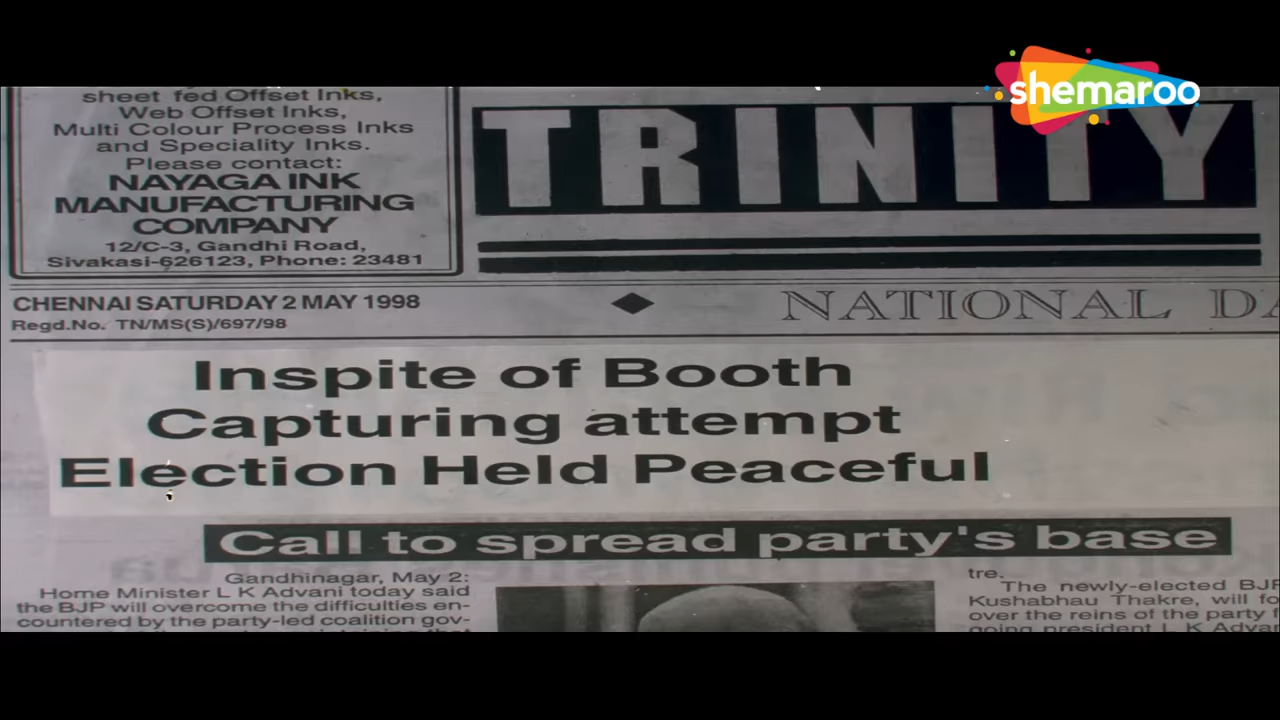 shemaroo
sheet fed Offset Inks,
Web Offset Inks,
Multi Colour Process Inks
and Speciality Inks.
Please contact:
NAYAGA INK
MANUFACTURING
COMPANY
12/C-3, Gandhi Road,
Sivakasi-626123, Phone: 23481
TRINITY
CHENNAI SATURDAY 2 MAY 1998
Regd.No. TN/MS(S)/697/98
NATIONAL DA
Inspite of Booth
Capturing attempt
Election Held Peaceful
Call to spread party's base
Gandhinagar, May 2:
Home Minister L K Advani today said
the BJP will overcome the difficulties en-
countered by the party-led coalition gov-
tre.
The newly-elected BJP
Kushabhau Thakre, will fo
over the reins of the party
going president L K Advan